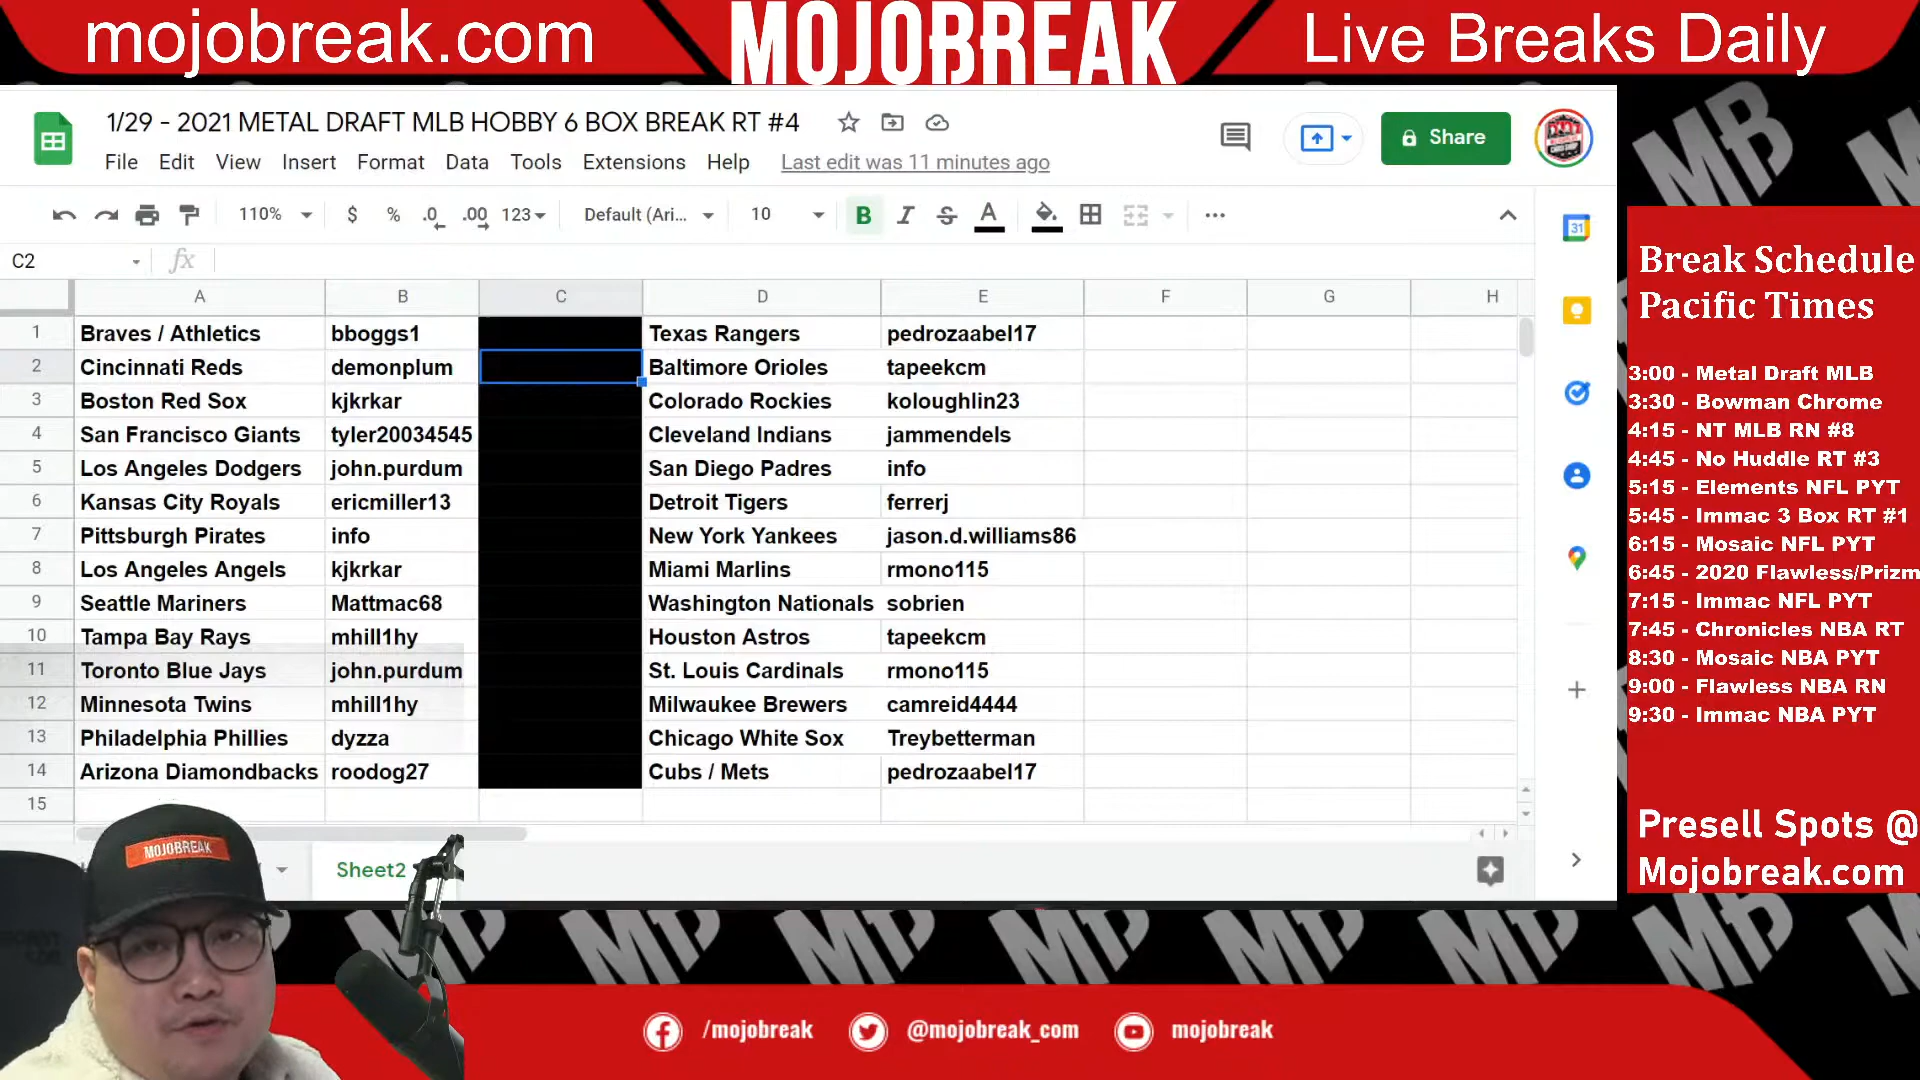 mojobreak.com
MOJOBREAK
Live Breaks Daily
1/29 - 2021 METAL DRAFT MLB HOBBY 6 BOX BREAK RT #4
Share
File Edit View Insert Format Data Tools Extensions Help Last edit was 11 minutes ago
110% $ % .0 .00 123 Default (Ari... 10 B I S A ...
31
C2 fx
A B C D E F G H
1 Braves / Athletics bboggs1 Texas Rangers pedrozaabel17
2 Cincinnati Reds demonplum Baltimore Orioles tapeekcm
3 Boston Red Sox kjkrkar Colorado Rockies koloughlin23
4 San Francisco Giants tyler20034545 Cleveland Indians jammendels
5 Los Angeles Dodgers john.purdum San Diego Padres info
6 Kansas City Royals ericmiller13 Detroit Tigers ferrerj
7 Pittsburgh Pirates info New York Yankees jason.d.williams86
8 Los Angeles Angels kjkrkar Miami Marlins rmono115
9 Seattle Mariners Mattmac68 Washington Nationals sobrien
10 Tampa Bay Rays mhill1hy Houston Astros tapeekcm
11 Toronto Blue Jays john.purdum St. Louis Cardinals rmono115
12 Minnesota Twins mhill1hy Milwaukee Brewers camreid4444
13 Philadelphia Phillies dyzza Chicago White Sox Treybetterman
14 Arizona Diamondbacks roodog27 Cubs / Mets pedrozaabel17
15
Sheet2
MOJOBREAK
Break Schedule
Pacific Times
3:00 - Metal Draft MLB
3:30 - Bowman Chrome
4:15 - NT MLB RN #8
4:45 - No Huddle RT #3
5:15 - Elements NFL PYT
5:45 - Immac 3 Box RT #1
6:15 - Mosaic NFL PYT
6:45 - 2020 Flawless/Prizm
7:15 - Immac NFL PYT
7:45 - Chronicles NBA RT
8:30 - Mosaic NBA PYT
9:00 - Flawless NBA RN
9:30 - Immac NBA PYT
Presell Spots @
Mojobreak.com
/mojobreak @mojobreak_com mojobreak